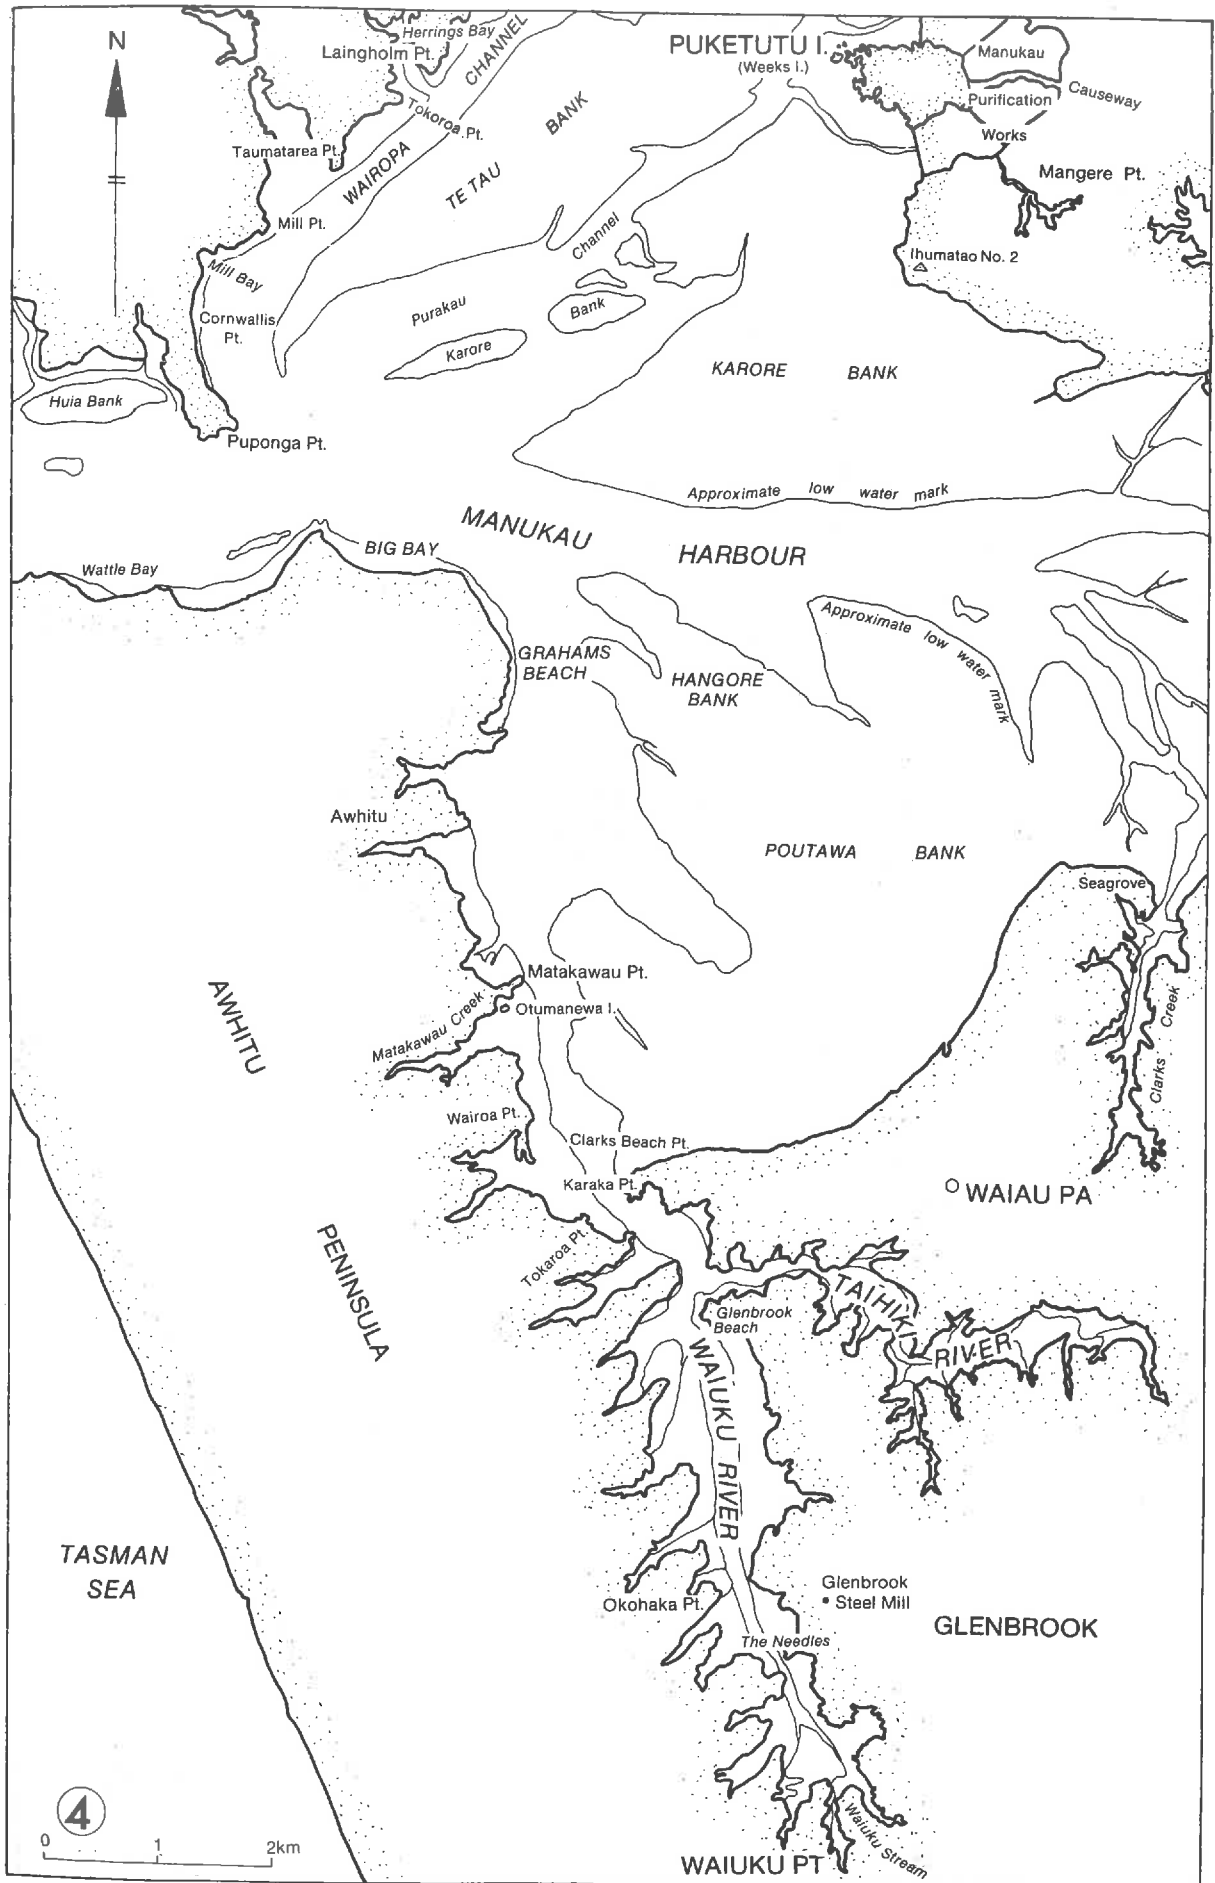 N
Herrings Bay
Laingholm Pt.
CHANNEL
PUKETUTU I.
(Weeks I.)
Manukau
Causeway
Purification
Works
Tokoroa Pt.
BANK
Taumatarea Pt.
WAIROPA
TE TAU
Mangere Pt.
Mill Pt.
Channel
Ihumatao No. 2
Mill Bay
Purakau
Bank
Cornwallis
Pt.
Karore
KARORE BANK
Huia Bank
Puponga Pt.
Approximate low water mark
MANUKAU
HARBOUR
BIG BAY
Wattle Bay
Approximate low water mark
GRAHAMS
BEACH
HANGORE
BANK
Awhitu
POUTAWA BANK
Seagrove
Matakawau Pt.
AWHITU
Otumanewa I.
Matakawau Creek
Clarks Creek
Wairoa Pt.
Clarks Beach Pt.
Karaka Pt.
WAIAU PA
PENINSULA
Tokaroa Pt.
TAIHIKI
RIVER
Glenbrook
Beach
WAIUKU RIVER
TASMAN
SEA
Glenbrook
Steel Mill
Okohaka Pt.
GLENBROOK
The Needles
4
0 1 2km
Waiuku Stream
WAIUKU PT